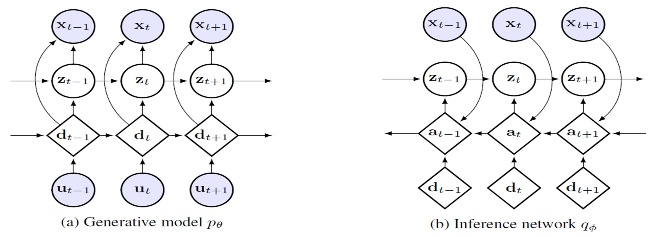 x_{t-1} x_t x_{t+1} x_{t-1} x_t x_{t+1}
z_{t-1} z_t z_{t+1} z_{t-1} z_t z_{t+1}
d_{t-1} d_t d_{t+1} a_{t-1} a_t a_{t+1}
u_{t-1} u_t u_{t+1} d_{t-1} d_t d_{t+1}
(a) Generative model p_θ (b) Inference network q_ϕ